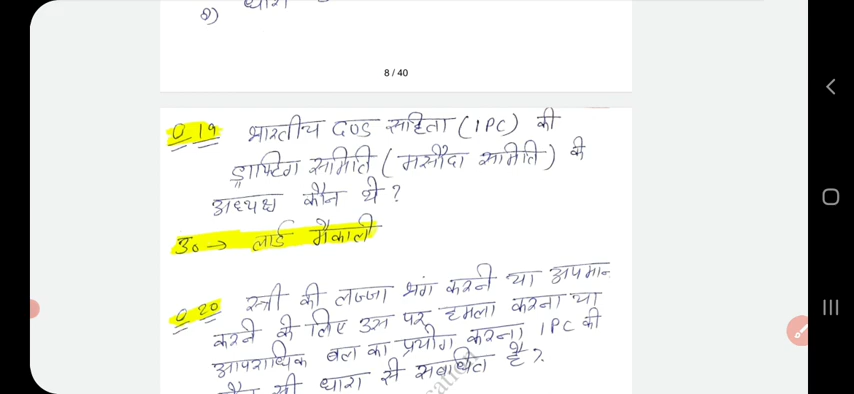 ब) धारा
8 / 40
Q 19 भारतीय दण्ड संहिता (IPC) की
ड्राफ्टिंग समिति (मसौदा समिति) के
अध्यक्ष कौन थे?
उ० → लार्ड मैकाली
Q 20 स्त्री की लज्जा भंग करने या अपमान
करने के लिए उस पर हमला करना या
आपराधिक बल का प्रयोग करना IPC की
कौन सी धारा से संबंधित है?